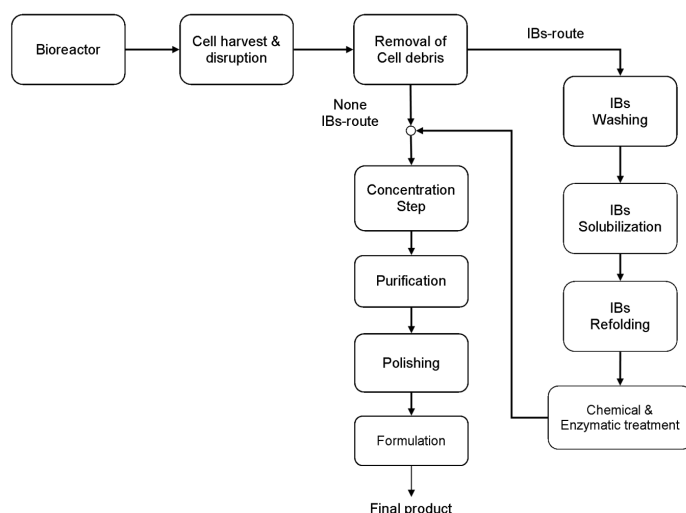 Bioreactor
Cell harvest &
disruption
Removal of
Cell debris
IBs-route
None
IBs-route
IBs
Washing
Concentration
Step
IBs
Solubilization
Purification
IBs
Refolding
Polishing
Chemical &
Enzymatic treatment
Formulation
Final product